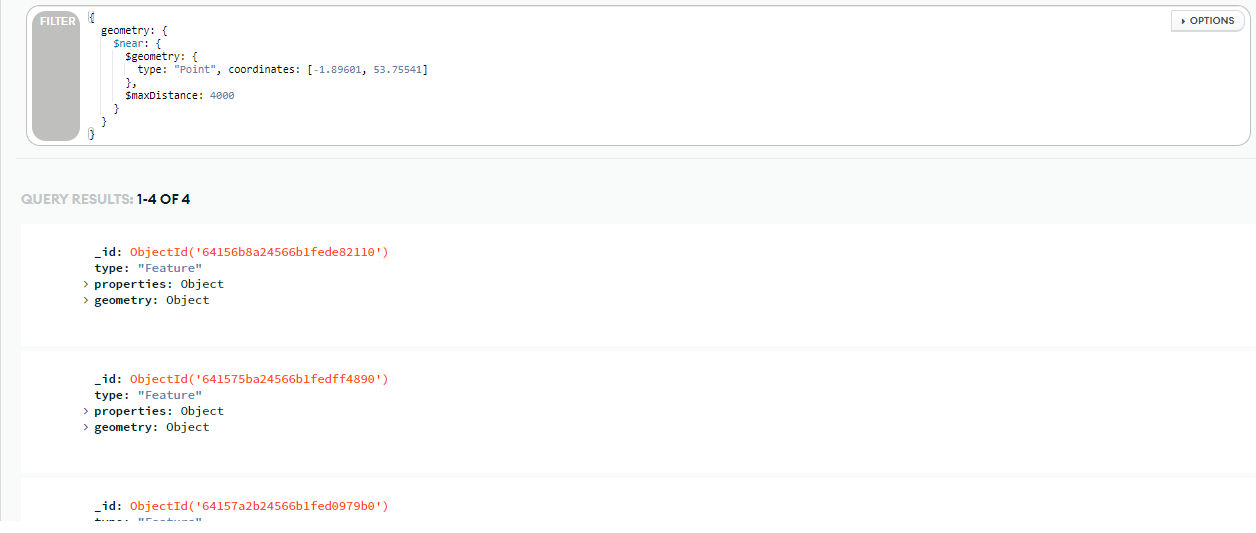 FILTER
{
OPTIONS
geometry: {
$near: {
$geometry: {
type: "Point", coordinates: [-1.89601, 53.75541]
},
$maxDistance: 4000
}
}
}
QUERY RESULTS: 1-4 OF 4
_id: ObjectId('64156b8a24566b1fede82110')
type: "Feature"
properties: Object
geometry: Object
_id: ObjectId('641575ba24566b1fedff4890')
type: "Feature"
properties: Object
geometry: Object
_id: ObjectId('64157a2b24566b1fed0979b0')
type: "Feature"